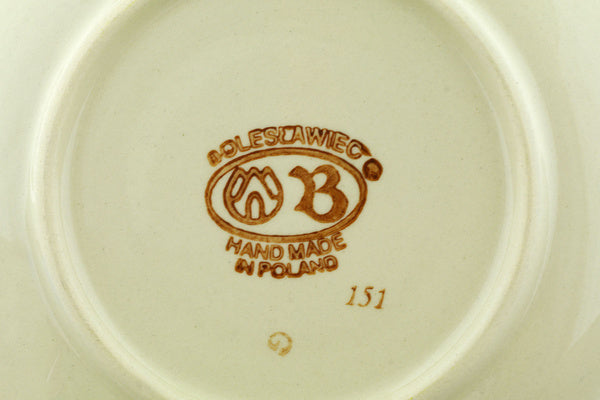 BOLESŁAWIEC
B
HAND MADE
IN POLAND
151